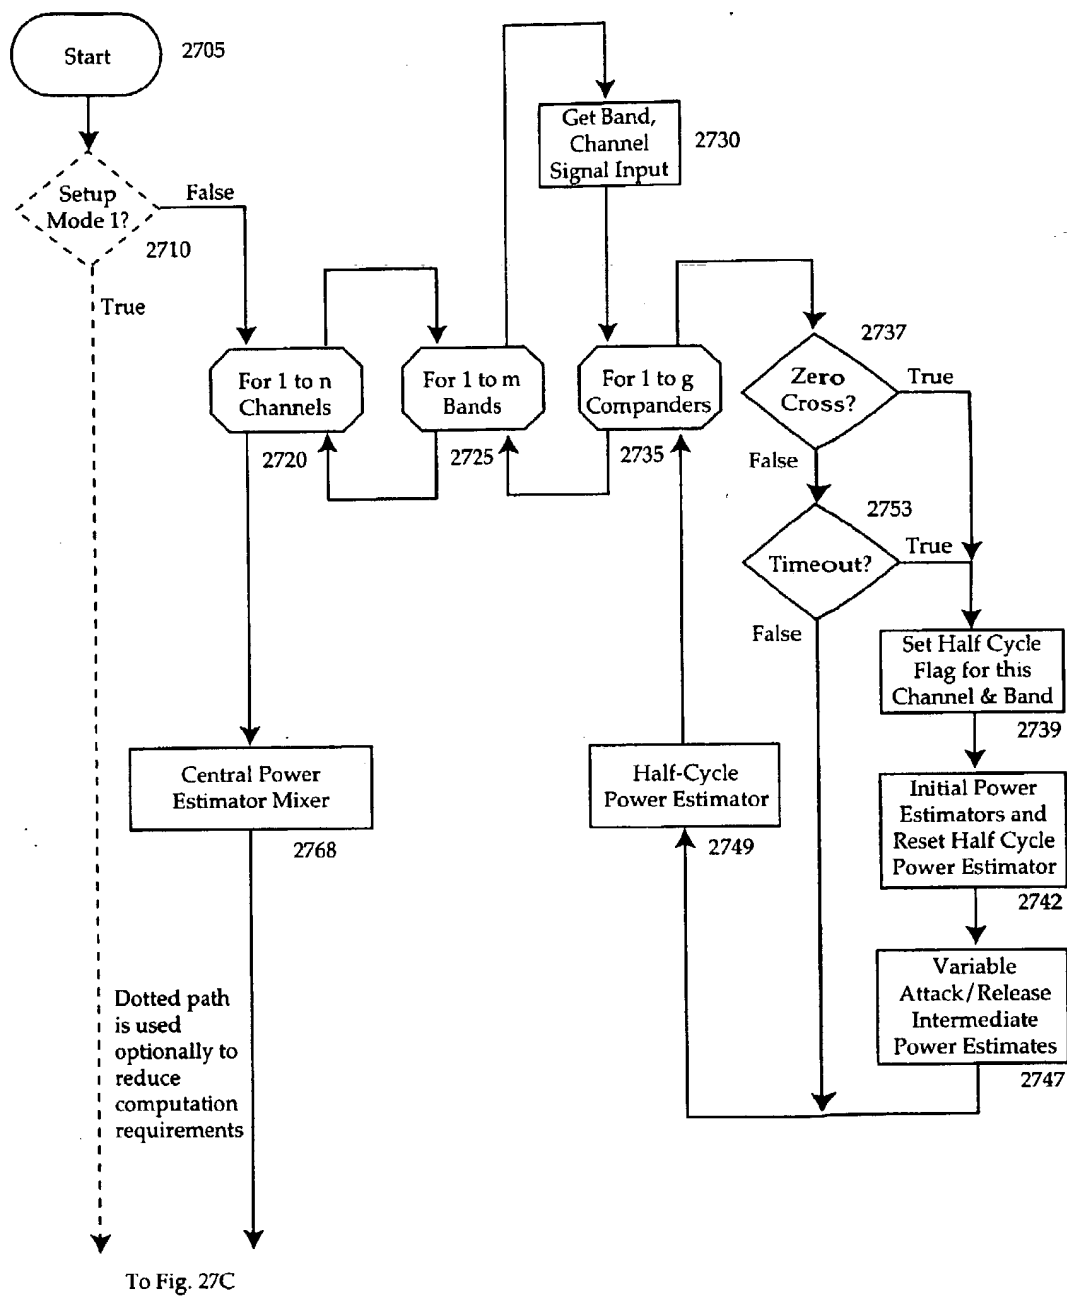 Start
2705
Setup
Mode 1?
False
2710
True
Get Band,
Channel
Signal Input
2730
For 1 to n
Channels
2720
For 1 to m
Bands
2725
For 1 to g
Companders
2735
2737
Zero
Cross?
True
False
2753
Timeout?
True
False
Set Half Cycle
Flag for this
Channel & Band
2739
Initial Power
Estimators and
Reset Half Cycle
Power Estimator
2742
Variable
Attack/Release
Intermediate
Power Estimates
2747
Half-Cycle
Power Estimator
2749
Central Power
Estimator Mixer
2768
Dotted path
is used
optionally to
reduce
computation
requirements
To Fig. 27C